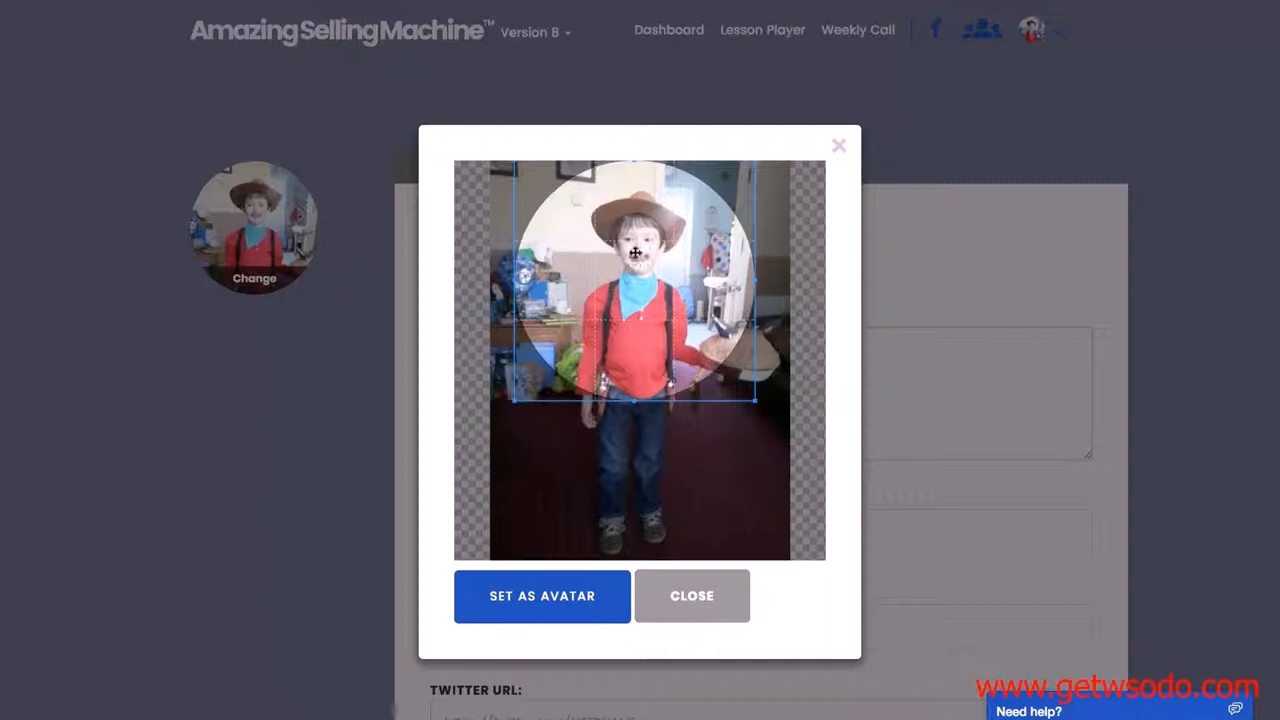 AmazingSellingMachine™ Version 8 Dashboard Lesson Player Weekly Call
Change
SET AS AVATAR CLOSE
TWITTER URL:
www.getwsodo.com
Need help?